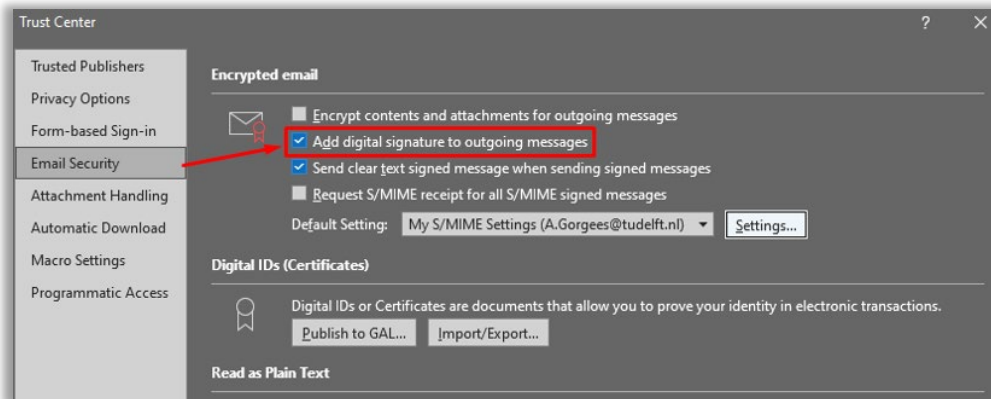 Trust Center
?
Trusted Publishers
Privacy Options
Form-based Sign-in
Email Security
Attachment Handling
Automatic Download
Macro Settings
Programmatic Access
Encrypted email
Encrypt contents and attachments for outgoing messages
Add digital signature to outgoing messages
Send clear text signed message when sending signed messages
Request S/MIME receipt for all S/MIME signed messages
Default Setting: My S/MIME Settings (A.Gorgees@tudelft.nl) Settings...
Digital IDs (Certificates)
Digital IDs or Certificates are documents that allow you to prove your identity in electronic transactions.
Publish to GAL... Import/Export...
Read as Plain Text